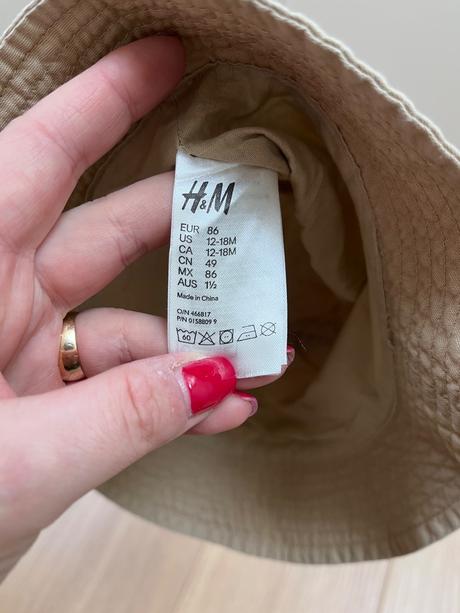 H&M
EUR 86
US 12-18M
CA 12-18M
CN 49
MX 86
AUS 1½
Made in China
O/N 466817
P/N 0158809 9
60